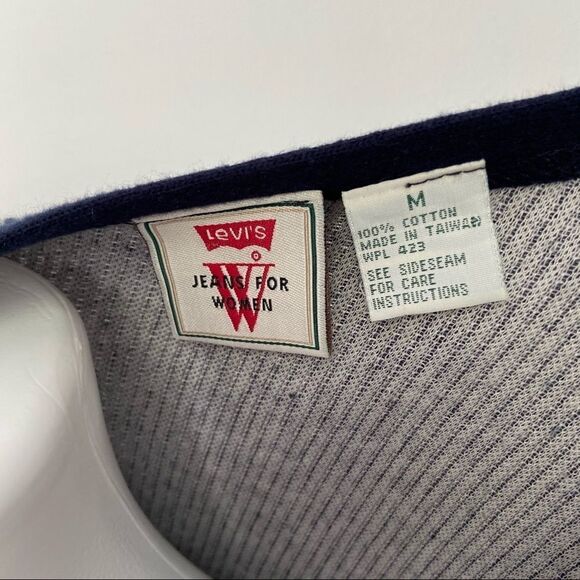 Levi's
W
JEANS FOR
WOMEN
M
100% COTTON
MADE IN TAIWAN
WPL 423
SEE SIDESEAM
FOR CARE
INSTRUCTIONS